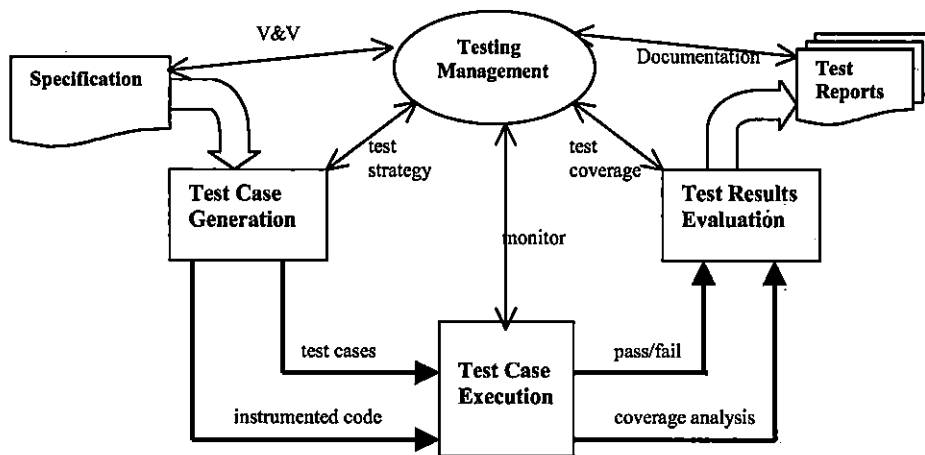 V&V
Testing
Management
Specification
Documentation
Test
Reports
test
strategy
test
coverage
Test Case
Generation
Test Results
Evaluation
monitor
test cases
pass/fail
Test Case
Execution
instrumented code
coverage analysis